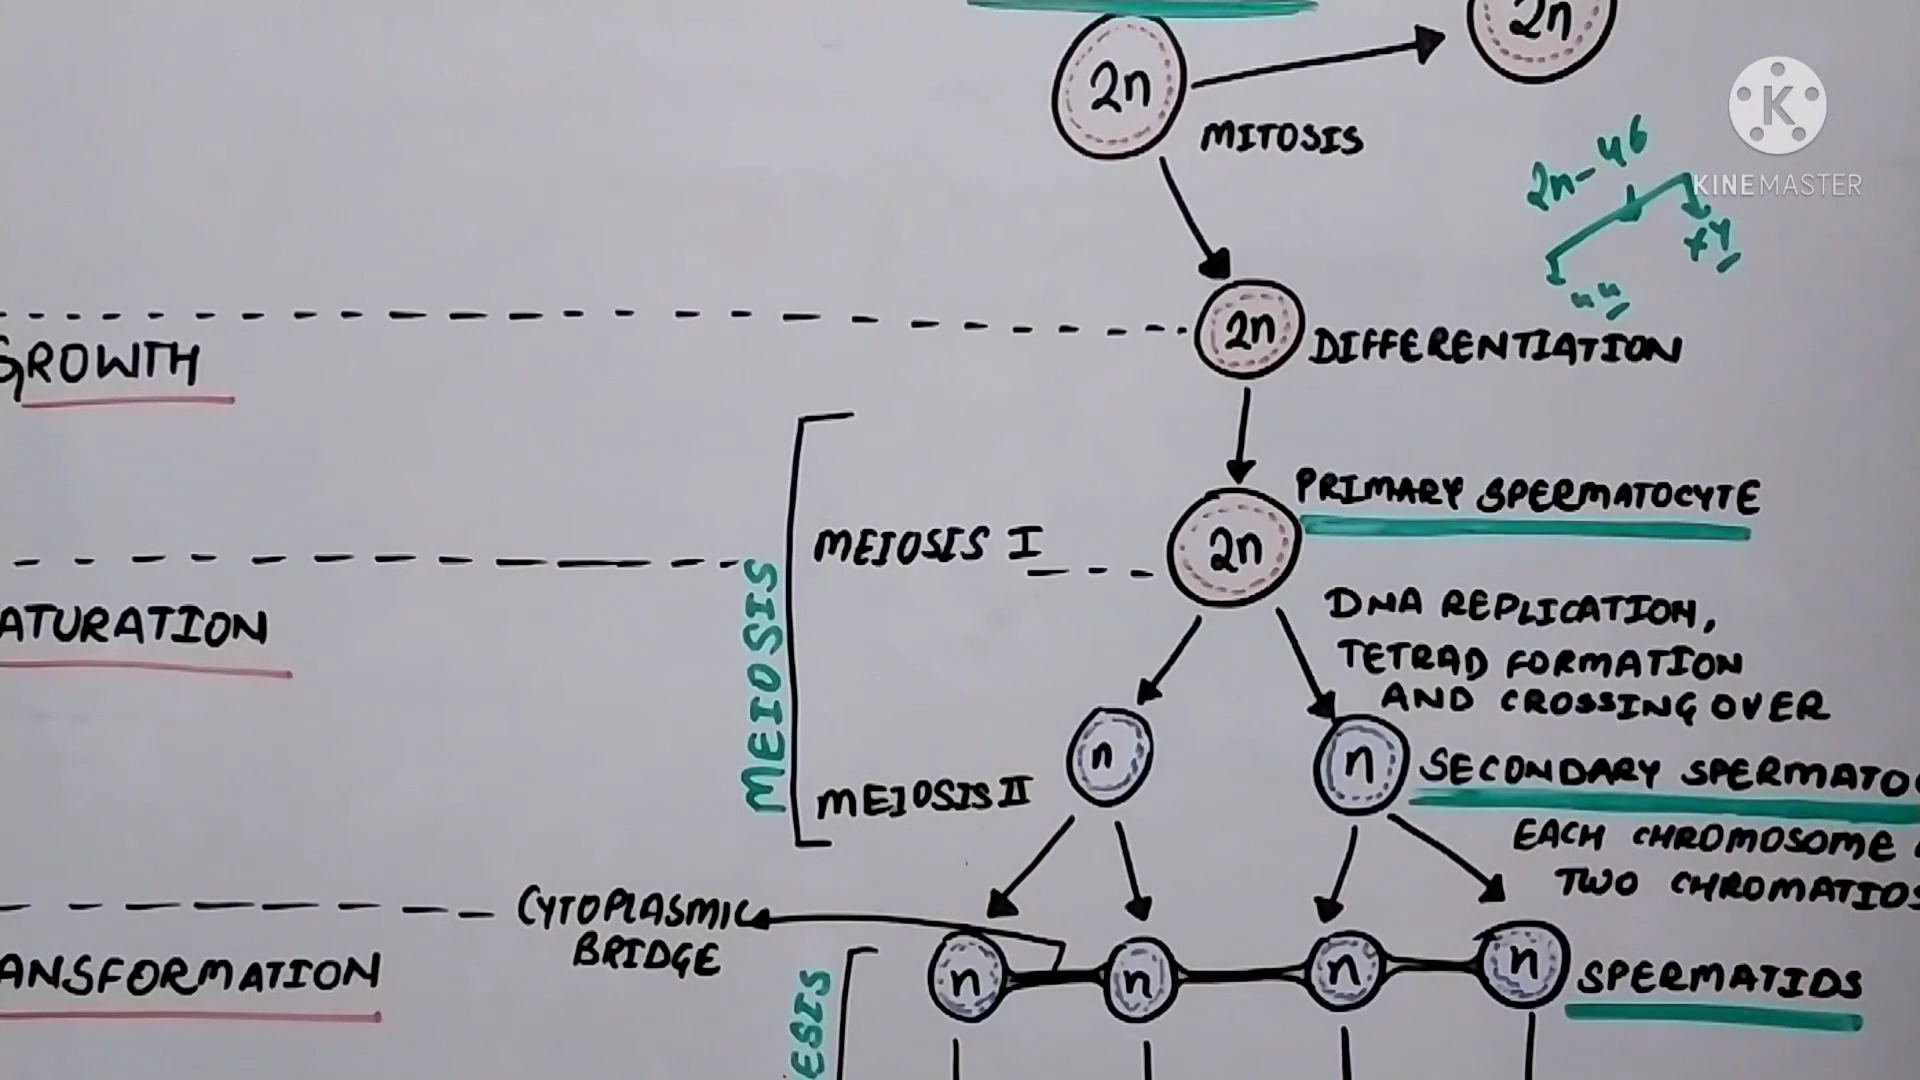 2n
2n
MITOSIS
2n-46
XY
44
KINEMASTER
GROWTH
2n
DIFFERENTIATION
PRIMARY SPERMATOCYTE
MEIOSIS
MEIOSIS I
2n
DNA REPLICATION,
TETRAD FORMATION
AND CROSSING OVER
ATURATION
MEIOSIS II
n
n
SECONDARY SPERMATOC
EACH CHROMOSOME
TWO CHROMATIDS
CYTOPLASMIC
BRIDGE
ANSFORMATION
n
n
n
n
SPERMATIDS
ESIS